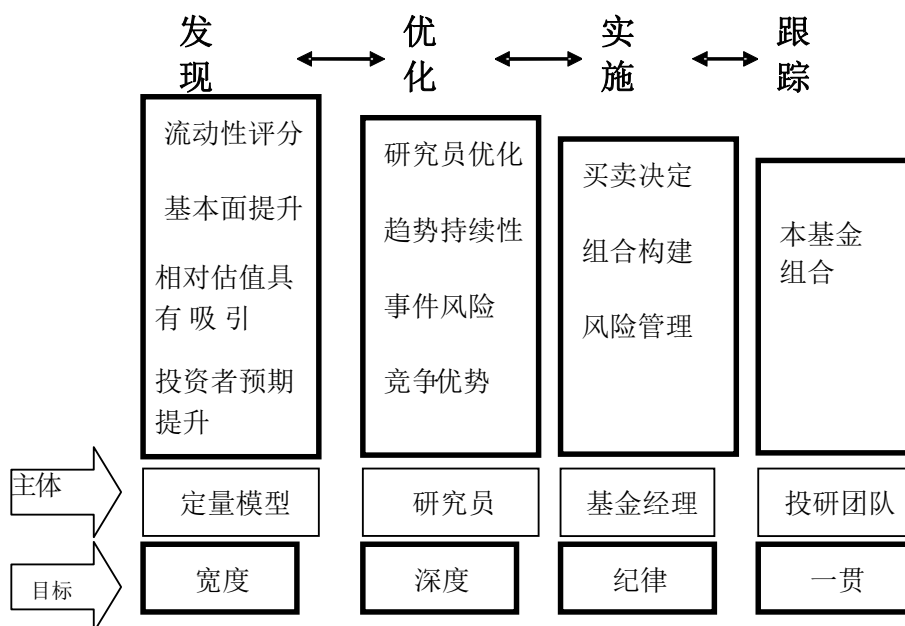 发 优 实 跟
现 化 施 踪
流动性评分
基本面提升
相对估值具
有 吸 引
投资者预期
提升
研究员优化
趋势持续性
事件风险
竞争优势
买卖决定
组合构建
风险管理
本基金
组合
主体
定量模型
研究员
基金经理
投研团队
目标
宽度
深度
纪律
一贯